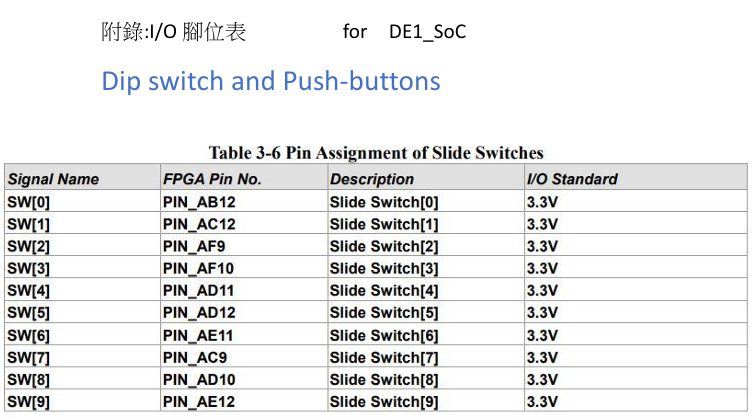 附錄:I/O 腳位表 for DE1_SoC
Dip switch and Push-buttons
Table 3-6 Pin Assignment of Slide Switches
Signal Name FPGA Pin No. Description I/O Standard
SW[0] PIN_AB12 Slide Switch[0] 3.3V
SW[1] PIN_AC12 Slide Switch[1] 3.3V
SW[2] PIN_AF9 Slide Switch[2] 3.3V
SW[3] PIN_AF10 Slide Switch[3] 3.3V
SW[4] PIN_AD11 Slide Switch[4] 3.3V
SW[5] PIN_AD12 Slide Switch[5] 3.3V
SW[6] PIN_AE11 Slide Switch[6] 3.3V
SW[7] PIN_AC9 Slide Switch[7] 3.3V
SW[8] PIN_AD10 Slide Switch[8] 3.3V
SW[9] PIN_AE12 Slide Switch[9] 3.3V